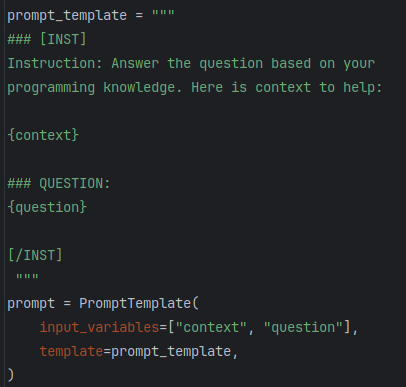 prompt_template = """
### [INST]
Instruction: Answer the question based on your
programming knowledge. Here is context to help:

{context}

### QUESTION:
{question}

[/INST]
 """
prompt = PromptTemplate(
    input_variables=["context", "question"],
    template=prompt_template,
)